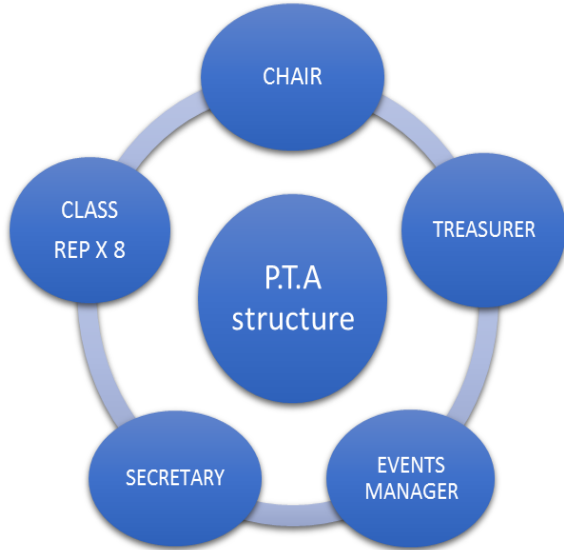 CHAIR
TREASURER
EVENTS
MANAGER
SECRETARY
CLASS
REP X 8
P.T.A
structure